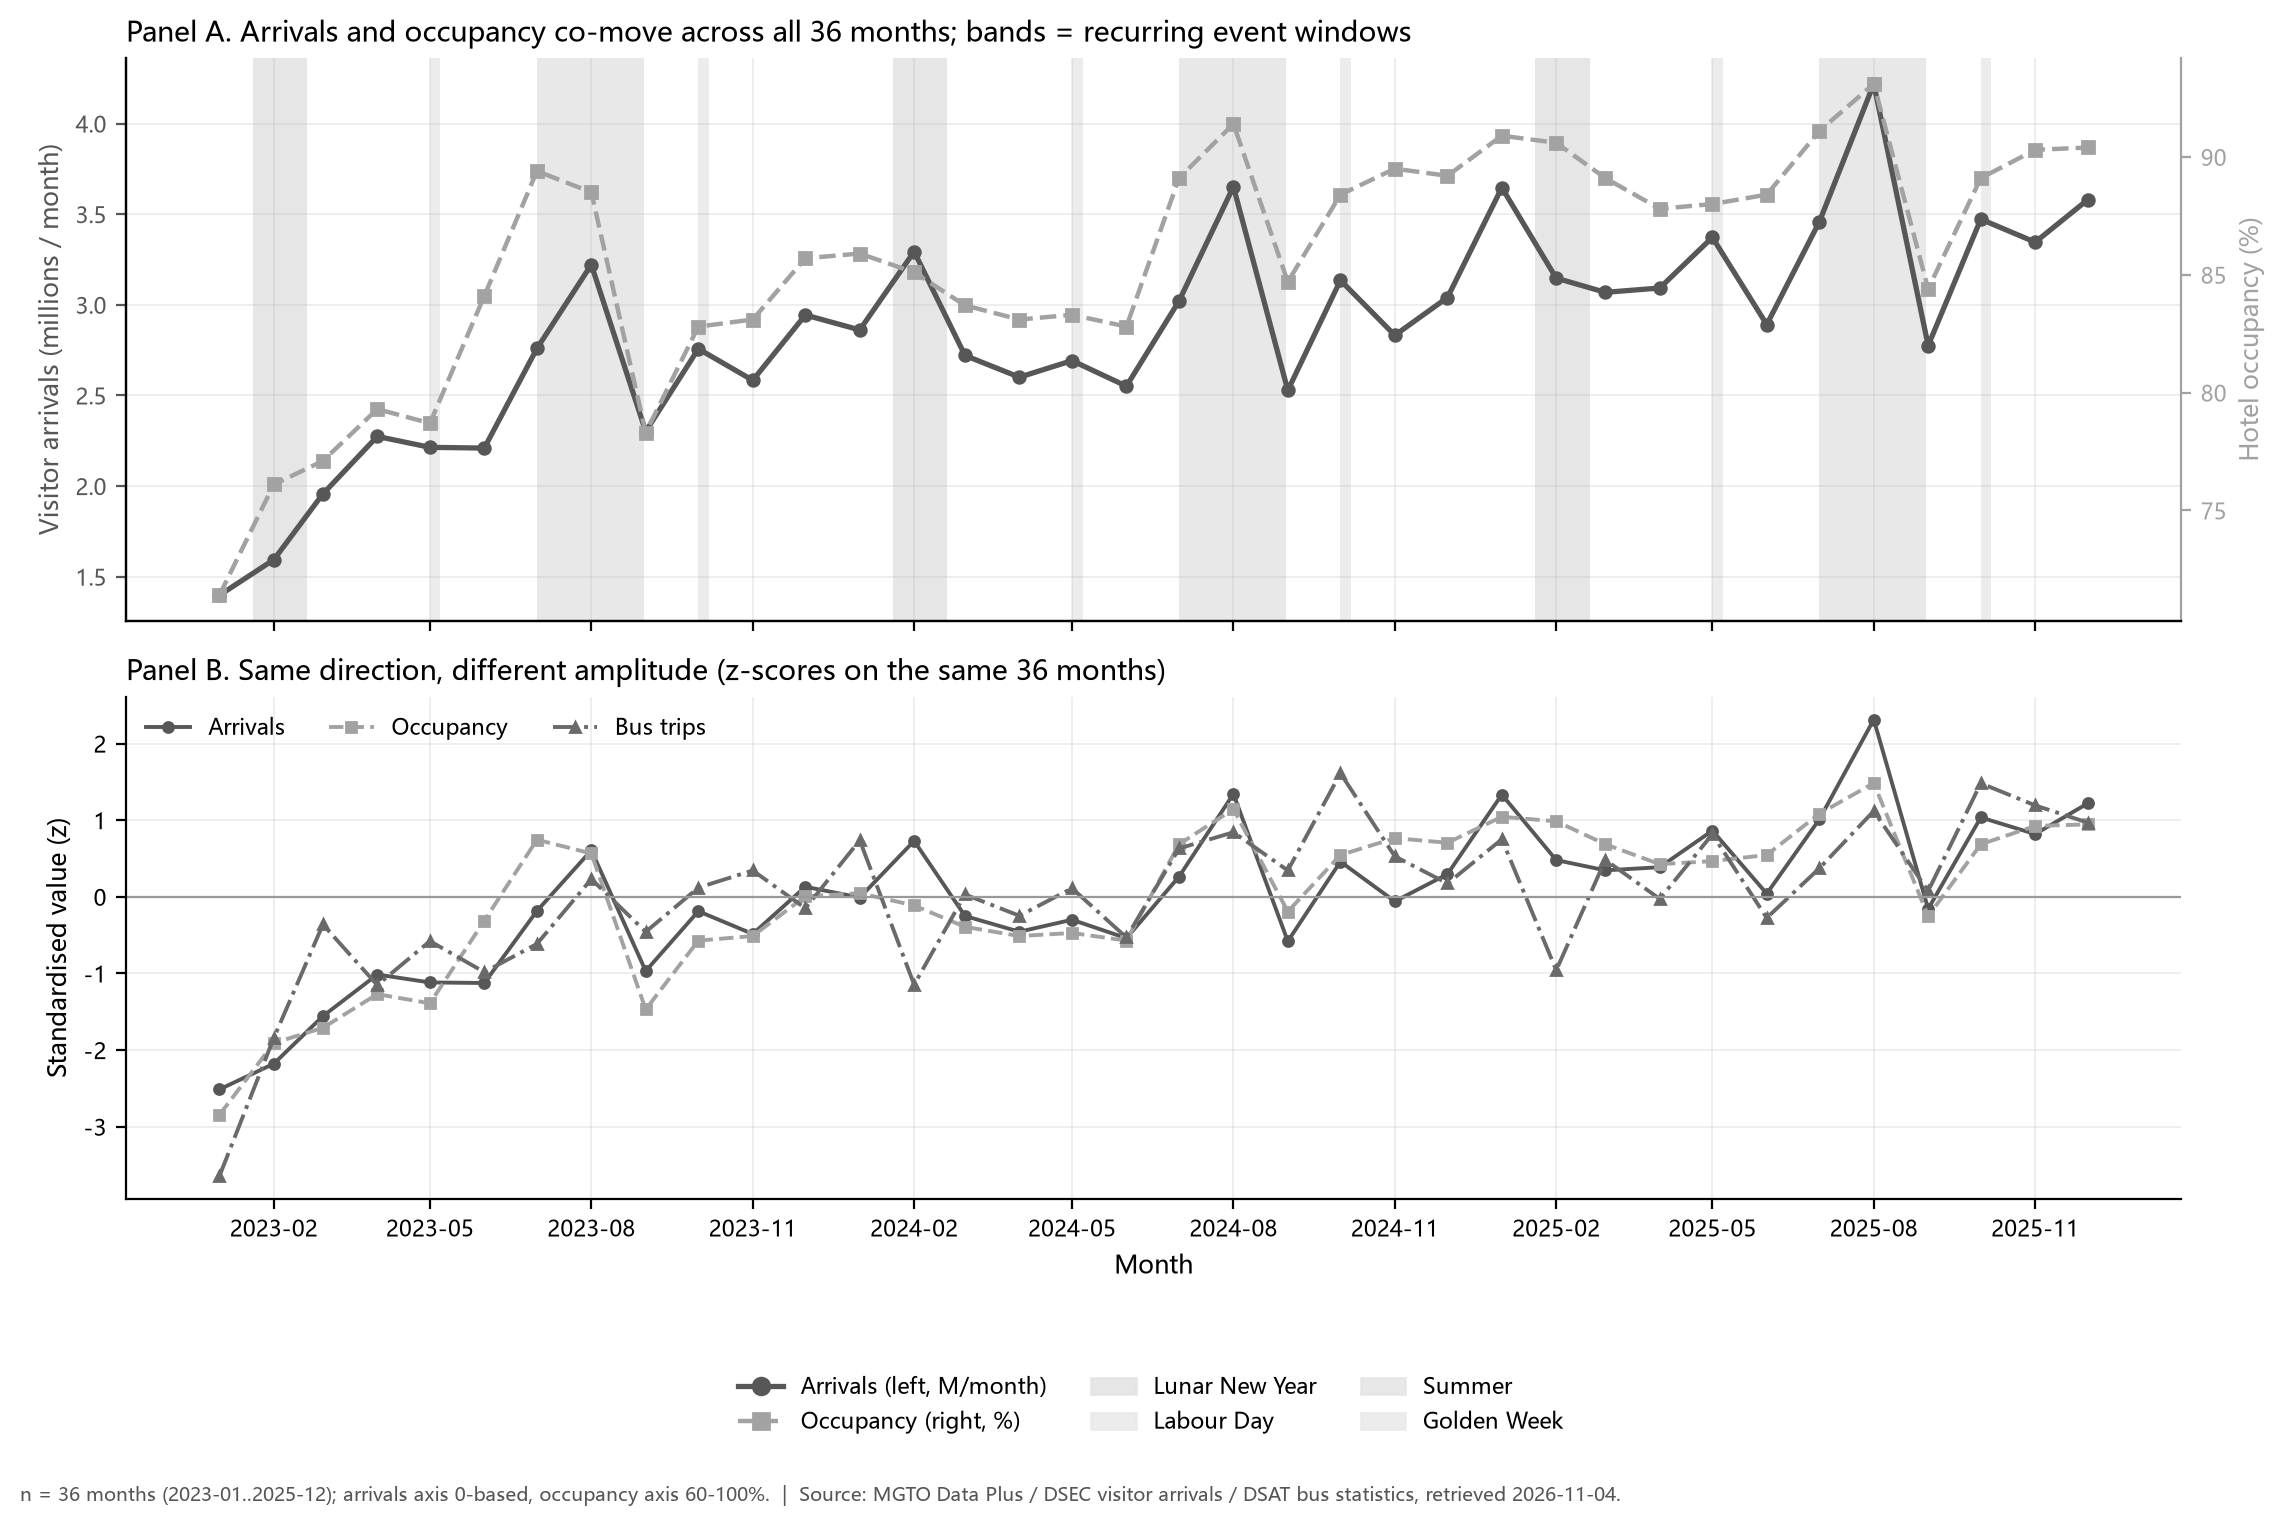 Panel A. Arrivals and occupancy co-move across all 36 months; bands = recurring event windows
Visitor arrivals (millions / month)
4.0
3.5
3.0
2.5
2.0
1.5
90
85
80
75
Hotel occupancy (%)
Panel B. Same direction, different amplitude (z-scores on the same 36 months)
Arrivals Occupancy Bus trips
Standardised value (z)
2
1
0
-1
-2
-3
2023-02 2023-05 2023-08 2023-11 2024-02 2024-05 2024-08 2024-11 2025-02 2025-05 2025-08 2025-11
Month
Arrivals (left, M/month) Lunar New Year Summer
Occupancy (right, %) Labour Day Golden Week
n = 36 months (2023-01..2025-12); arrivals axis 0-based, occupancy axis 60-100%. | Source: MGTO Data Plus / DSEC visitor arrivals / DSAT bus statistics, retrieved 2026-11-04.